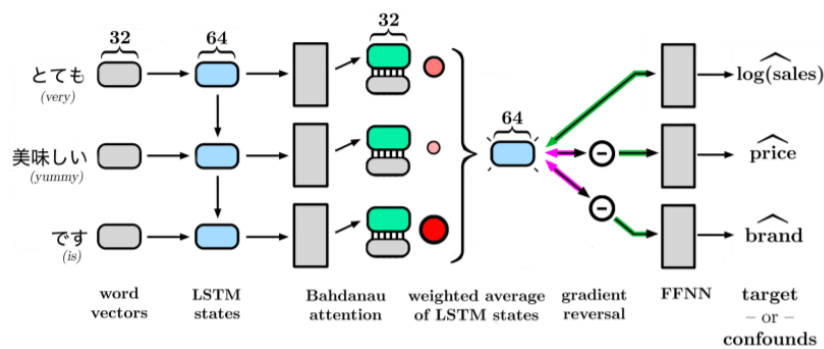 32
64
32
とても
(very)
log(sales)
64
美味しい
(yummy)
−
price
です
(is)
−
brand
word
vectors
LSTM
states
Bahdanau
attention
weighted average
of LSTM states
gradient
reversal
FFNN
target
– or –
confounds